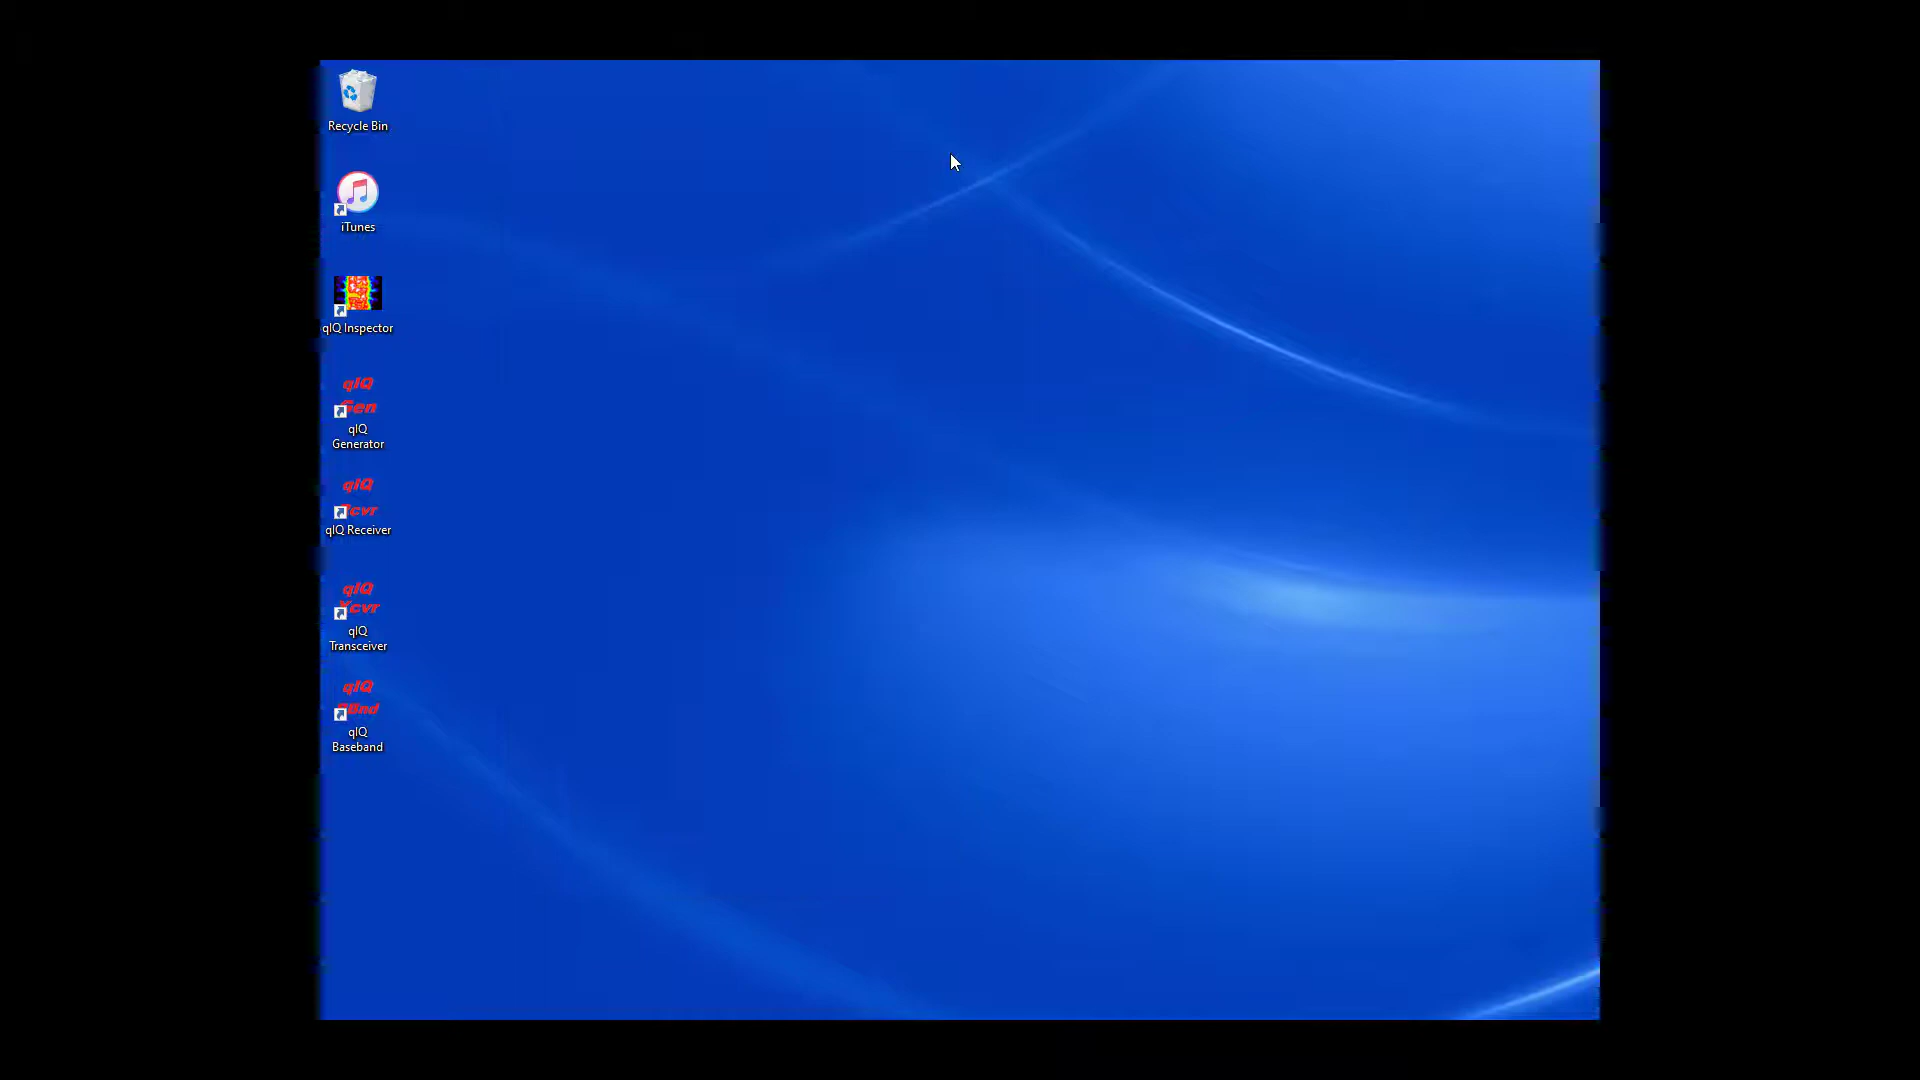 Recycle Bin
iTunes
qIQ Inspector
qIQ
Gen
qIQ
Generator
qIQ
qIQ Receiver
qIQ
Xcvr
qIQ
Transceiver
qIQ
qIQ
Baseband